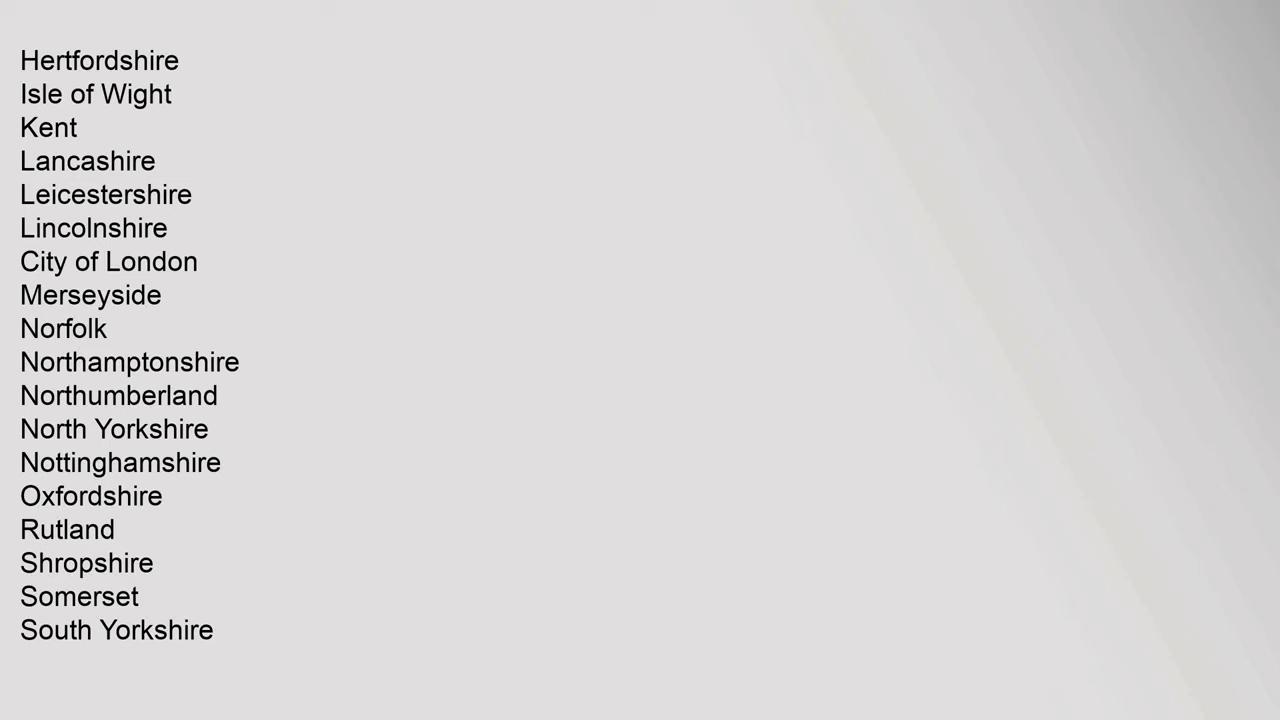 Hertfordshire
Isle of Wight
Kent
Lancashire
Leicestershire
Lincolnshire
City of London
Merseyside
Norfolk
Northamptonshire
Northumberland
North Yorkshire
Nottinghamshire
Oxfordshire
Rutland
Shropshire
Somerset
South Yorkshire